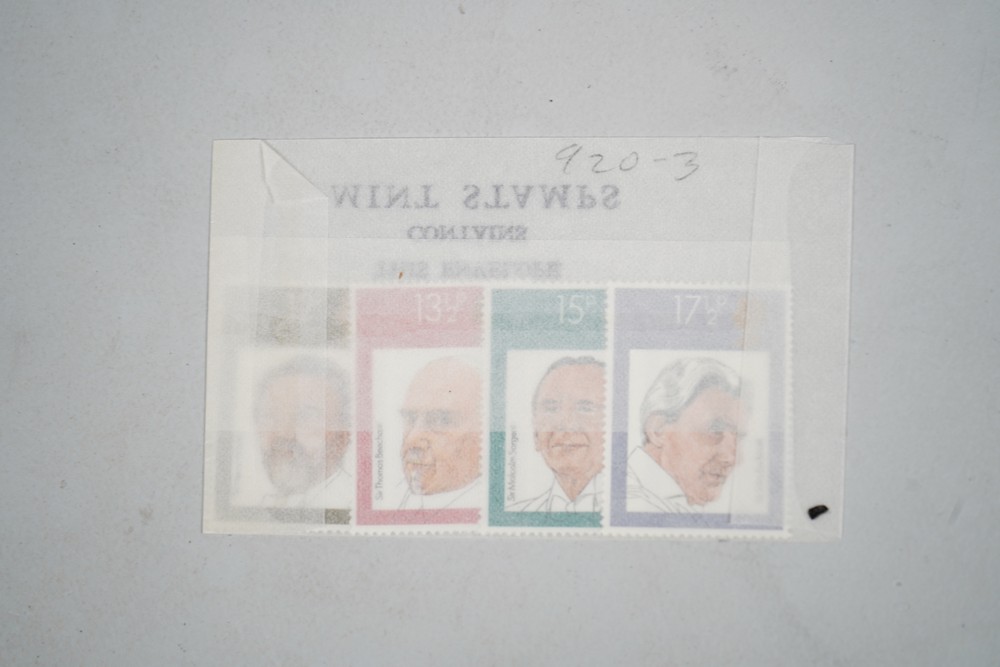 920-3
MINT STAMPS
CONTAINS
THIS ENVELOPE
13½P
15P
17½P
Sir Thomas Beecham
Sir Malcolm Sargent